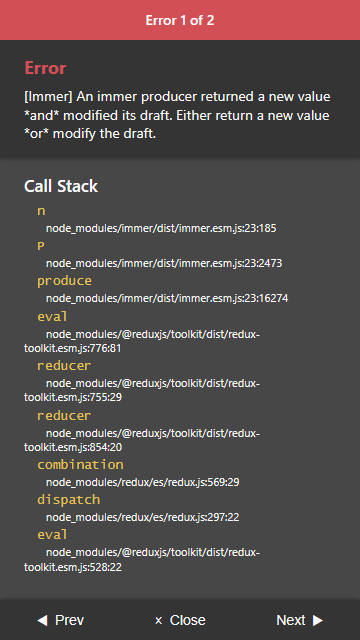 Error 1 of 2
Error
[Immer] An immer producer returned a new value
*and* modified its draft. Either return a new value
*or* modify the draft.
Call Stack
n
node_modules/immer/dist/immer.esm.js:23:185
P
node_modules/immer/dist/immer.esm.js:23:2473
produce
node_modules/immer/dist/immer.esm.js:23:16274
eval
node_modules/@reduxjs/toolkit/dist/redux-
toolkit.esm.js:776:81
reducer
node_modules/@reduxjs/toolkit/dist/redux-
toolkit.esm.js:755:29
reducer
node_modules/@reduxjs/toolkit/dist/redux-
toolkit.esm.js:854:20
combination
node_modules/redux/es/redux.js:569:29
dispatch
node_modules/redux/es/redux.js:297:22
eval
node_modules/@reduxjs/toolkit/dist/redux-
toolkit.esm.js:528:22
◀ Prev × Close Next ▶